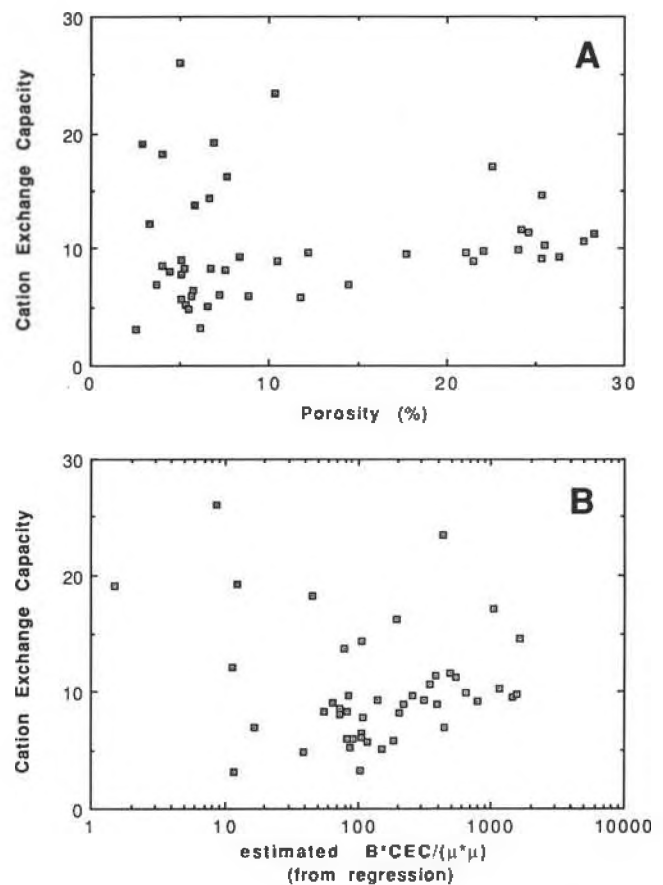 A
30
20
10
0
Cation Exchange Capacity
0 10 20 30
Porosity (%)
B
30
20
10
0
Cation Exchange Capacity
1 10 100 1000 10000
estimated B*CEC/(μ*μ)
(from regression)